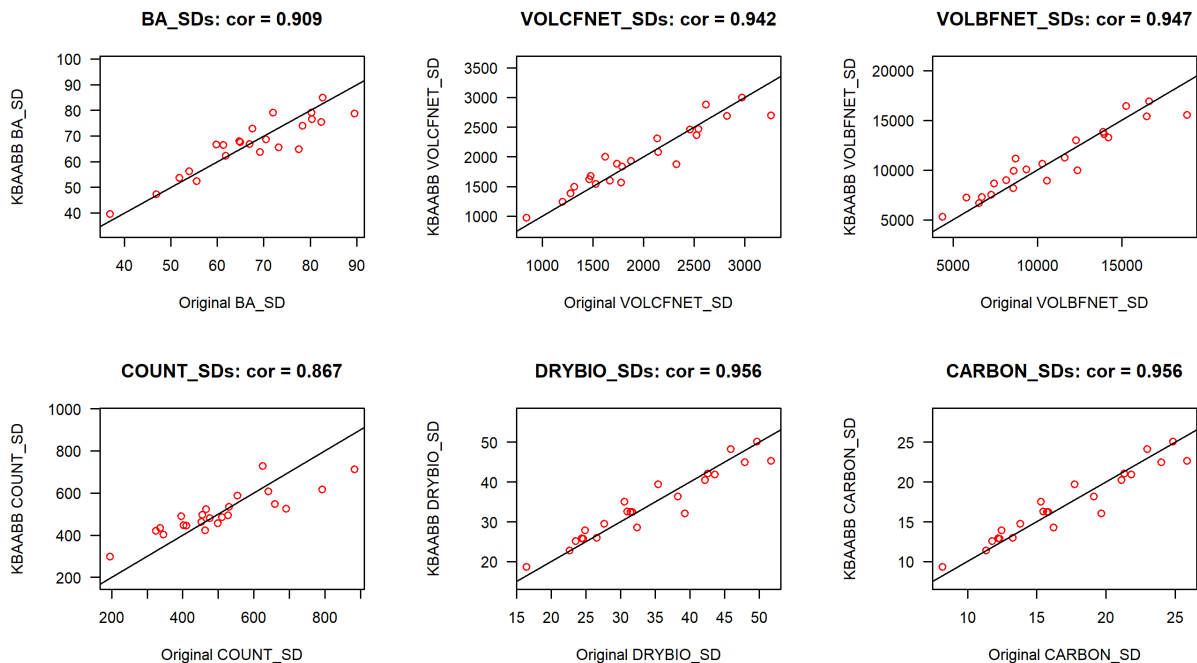 BA_SDs: cor = 0.909
KBAABB BA_SD
100
90
80
70
60
50
40
40 50 60 70 80 90
Original BA_SD
VOLCFNET_SDs: cor = 0.942
KBAABB VOLCFNET_SD
3500
3000
2500
2000
1500
1000
1000 1500 2000 2500 3000
Original VOLCFNET_SD
VOLBFNET_SDs: cor = 0.947
KBAABB VOLBFNET_SD
20000
15000
10000
5000
5000 10000 15000
Original VOLBFNET_SD
COUNT_SDs: cor = 0.867
KBAABB COUNT_SD
1000
800
600
400
200
200 400 600 800
Original COUNT_SD
DRYBIO_SDs: cor = 0.956
KBAABB DRYBIO_SD
50
40
30
20
15 20 25 30 35 40 45 50
Original DRYBIO_SD
CARBON_SDs: cor = 0.956
KBAABB CARBON_SD
25
20
15
10
10 15 20 25
Original CARBON_SD